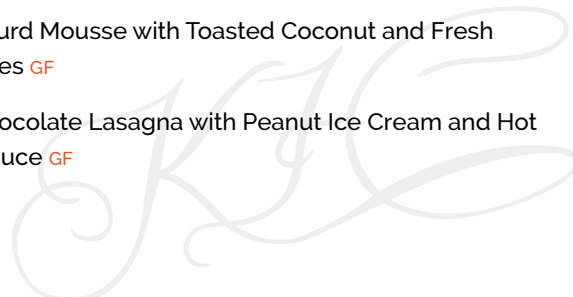 urd Mousse with Toasted Coconut and Fresh
es GF
ocolate Lasagna with Peanut Ice Cream and Hot
uce GF
KIC